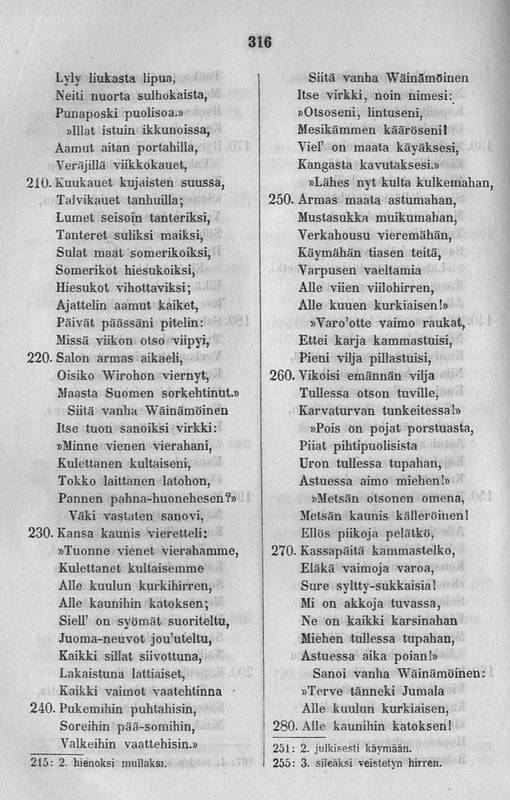 316
Lyly liukasta lipua,
Neiti nuorta sulhokaista,
Punaposki puolisoa.»
»Illat istuin ikkunoissa,
Aamut aitan portahilla,
Veräjillä viikkokauet,
210. Kuukauet kujaisten suussa,
Talvikauet tanhuilla;
Lumet seisoin tanteriksi,
Tanteret suliksi maiksi,
Sulat maat somerikoiksi,
Somerikot hiesukoiksi,
Hiesukot vihottaviksi;
Ajattelin aamut kaiket,
Päivät päässäni pitelin:
Missä viikon otso viipyi,
220. Salon armas aikaeli,
Oisiko Wirohon viernyt,
Maasta Suomen sorkehtinut.»
Siitä vanha Wäinämöinen
Itse tuon sanoiksi virkki:
»Minne vienen vierahani,
Kulettanen kultaiseni,
Tokko laittanen latohon,
Pannen pahna-huonehesen?»
Väki vastaten sanovi,
230. Kansa kaunis vieretteli:
»Tuonne vienet vierahamme,
Kulettanet kultaisemme
Alle kuulun kurkihirren,
Alle kaunihin katoksen;
Siell' on syömät suoriteltu,
Juoma-neuvot jou'uteltu,
Kaikki sillat siivottuna,
Lakaistuna lattiaiset,
Kaikki vaimot vaatehtinna
240. Pukemihin puhtahisin,
Soreihin pää-somihin,
Valkeihin vaattehisin.»
215: 2. hienoksi mullaksi.
Siitä vanha Wäinämöinen
Itse virkki, noin nimesi:
»Otsoseni, lintuseni,
Mesikämmen kääröseni!
Viel' on maata käyäksesi,
Kangasta kavutaksesi.»
»Lähes nyt kulta kulkemahan,
250. Armas maata astumahan,
Mustasukka muikumahan,
Verkahousu vieremähän,
Käymähän tiasen teitä,
Varpusen vaeltamia
Alle viien viilohirren,
Alle kuuen kurkiaisen!»
»Varo'otte vaimo raukat,
Ettei karja kammastuisi,
Pieni vilja pillastuisi,
260. Vikoisi emännän vilja
Tullessa otson tuville,
Karvaturvan tunkeitessa!»
»Pois on pojat porstuasta,
Piiat pihtipuolisista
Uron tullessa tupahan,
Astuessa aimo miehen!»
»Metsän otsonen omena,
Metsän kaunis källeröinen!
Ellös piikoja pelätkö,
270. Kassapäitä kammastelko,
Eläkä vaimoja varoa,
Sure syltty-sukkaisia!
Mi on akkoja tuvassa,
Ne on kaikki karsinahan
Miehen tullessa tupahan,
Astuessa aika poian!»
Sanoi vanha Wäinämöinen:
»Terve tänneki Jumala
Alle kuulun kurkiaisen,
280. Alle kaunihin katoksen!
251: 2. julkisesti käymään.
255: 3. sileäksi veistetyn hirren.